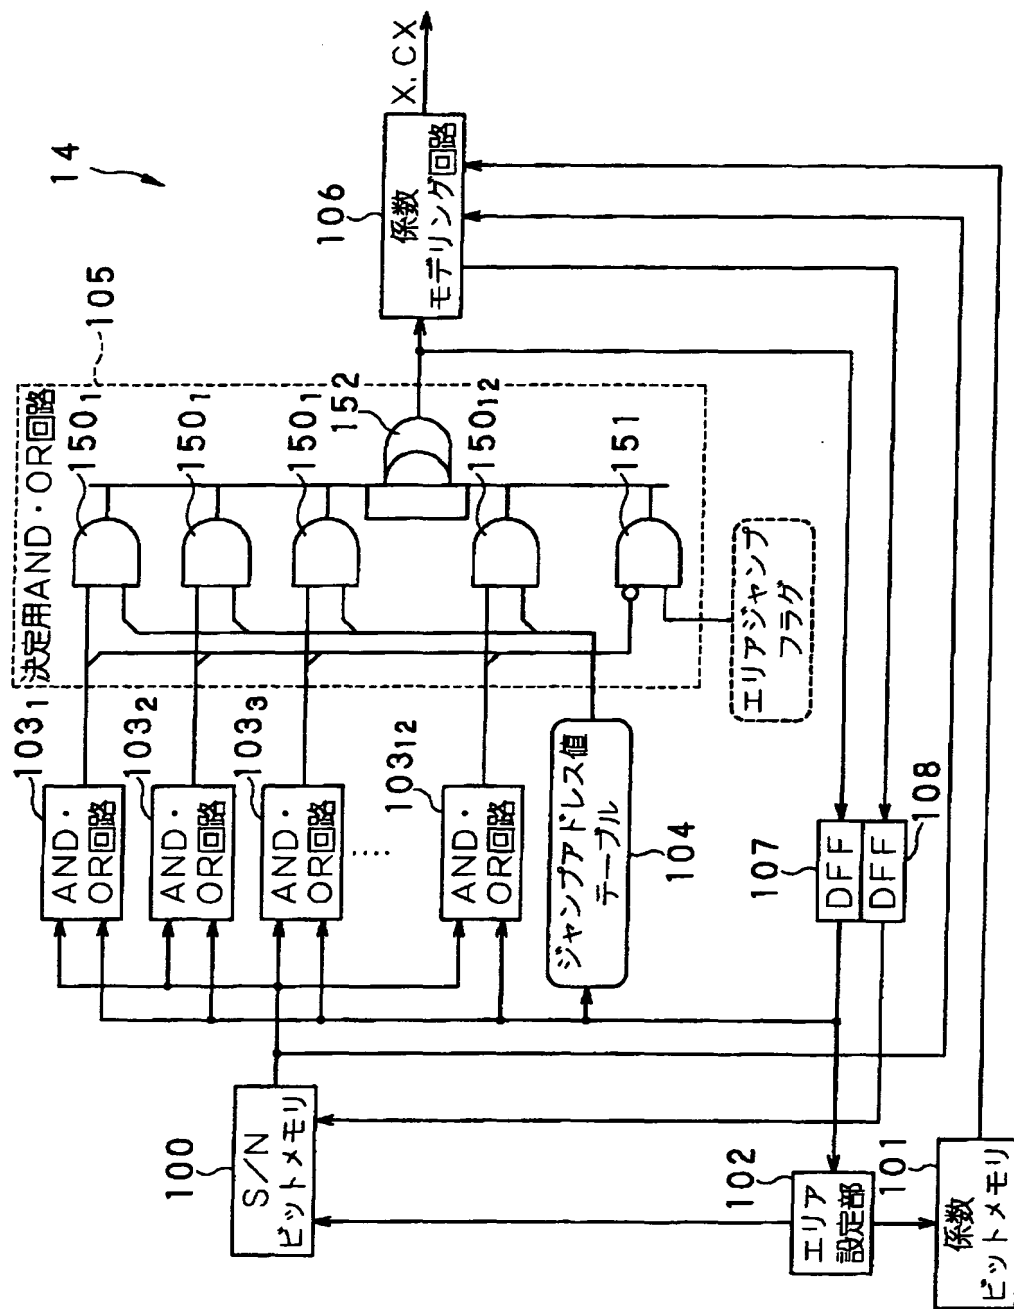 14
決定用AND・OR回路
105
103₁
AND・
OR回路
150₁
103₂
AND・
OR回路
150₁
103₃
AND・
OR回路
150₁
152
.....
103₁₂
AND・
OR回路
150₁₂
151
106
係数
モデリング回路
X, CX
ジャンプアドレス値
テーブル
104
エリアジャンプ
フラグ
100
S/N
ビットメモリ
107
DFF
DFF
108
102
エリア
設定部
101
係数
ビットメモリ